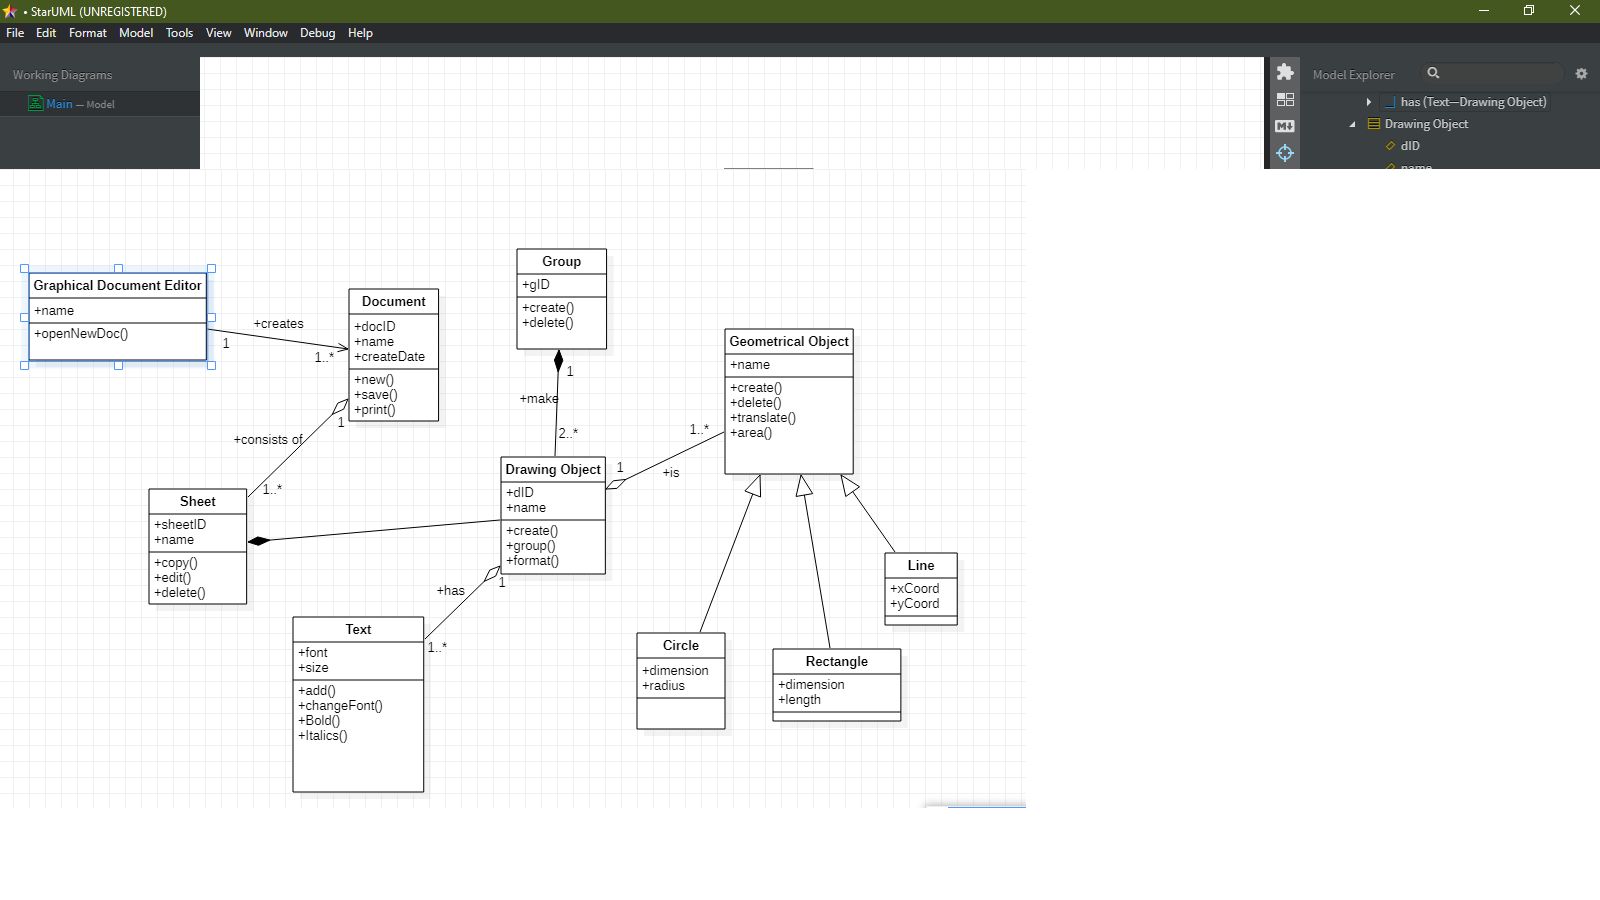 • StarUML (UNREGISTERED)
File Edit Format Model Tools View Window Debug Help
Working Diagrams
Main — Model
Model Explorer
has (Text—Drawing Object)
Drawing Object
dID
name
Graphical Document Editor
+name
+openNewDoc()
+creates
1
1..*
Document
+docID
+name
+createDate
+new()
+save()
+print()
1
+consists of
1..*
Sheet
+sheetID
+name
+copy()
+edit()
+delete()
Group
+gID
+create()
+delete()
1
+make
2..*
Drawing Object
+dID
+name
+create()
+group()
+format()
1
+is
1..*
Geometrical Object
+name
+create()
+delete()
+translate()
+area()
1
+has
1..*
Text
+font
+size
+add()
+changeFont()
+Bold()
+Italics()
Circle
+dimension
+radius
Rectangle
+dimension
+length
Line
+xCoord
+yCoord